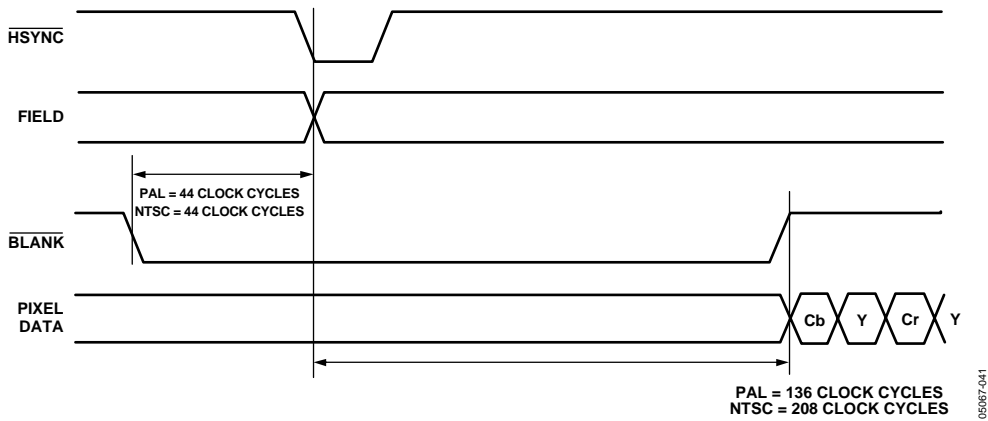 HSYNC
FIELD
PAL = 44 CLOCK CYCLES
NTSC = 44 CLOCK CYCLES
BLANK
PIXEL
DATA
Cb Y Cr Y
PAL = 136 CLOCK CYCLES
NTSC = 208 CLOCK CYCLES
05067-041